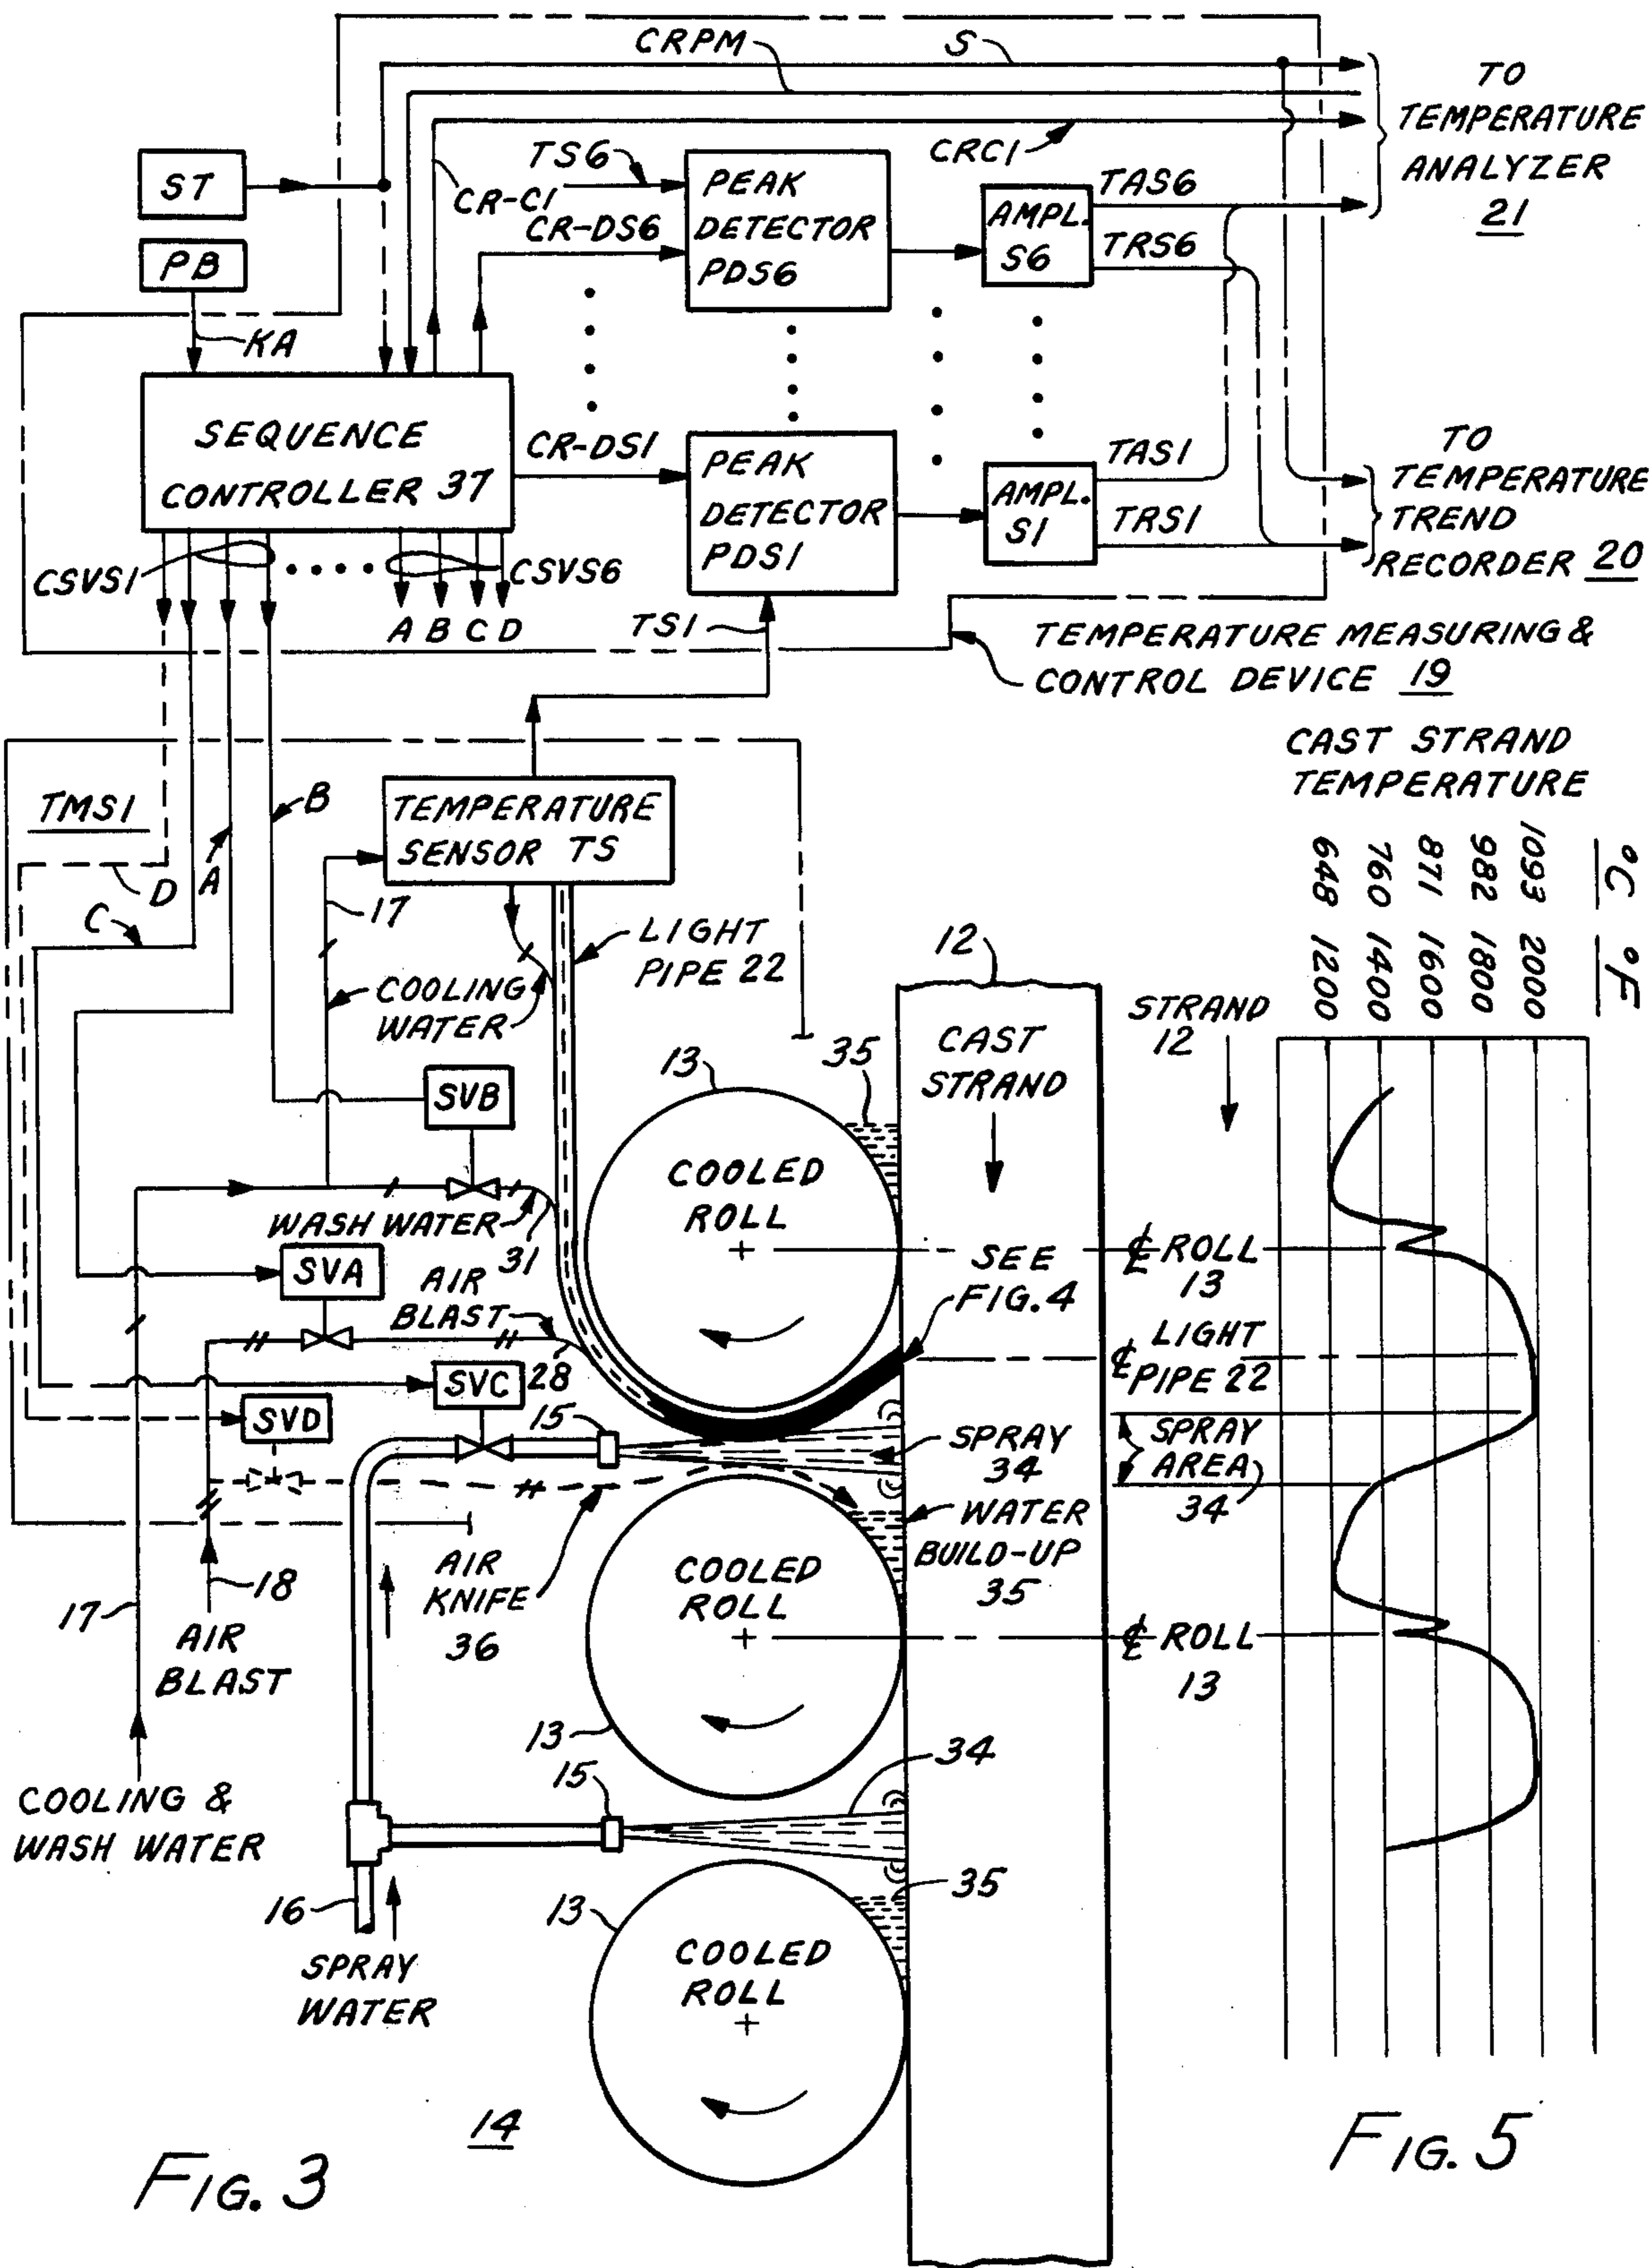 CRPM
S
TO
TEMPERATURE
ANALYZER
21
ST
PB
KA
TS6
CR-C1
CRC1
CR-DS6
PEAK
DETECTOR
PDS6
AMPL.
S6
TAS6
TRS6
SEQUENCE
CONTROLLER 37
CR-DS1
PEAK
DETECTOR
PDS1
AMPL.
S1
TAS1
TRS1
TO
TEMPERATURE
TREND
RECORDER 20
CSVS1
CSVS6
A B C D
TS1
TEMPERATURE MEASURING &
CONTROL DEVICE 19
TMS1
A
B
C
D
TEMPERATURE
SENSOR TS
17
LIGHT
PIPE 22
COOLING
WATER
12
CAST
STRAND
13
35
SVB
WASH WATER
31
COOLED
ROLL
SEE
FIG. 4
SVA
AIR
BLAST
28
SVC
SVD
15
SPRAY
34
WATER
BUILD-UP
35
17
18
AIR
BLAST
AIR
KNIFE
36
COOLED
ROLL
13
COOLING &
WASH WATER
15
34
16
SPRAY
WATER
13
35
COOLED
ROLL
14
FIG. 3
CAST STRAND
TEMPERATURE
°C °F
1093 2000
982 1800
871 1600
760 1400
648 1200
STRAND
12
℄ ROLL
13
℄ LIGHT
PIPE 22
SPRAY
AREA
34
℄ ROLL
13
FIG. 5